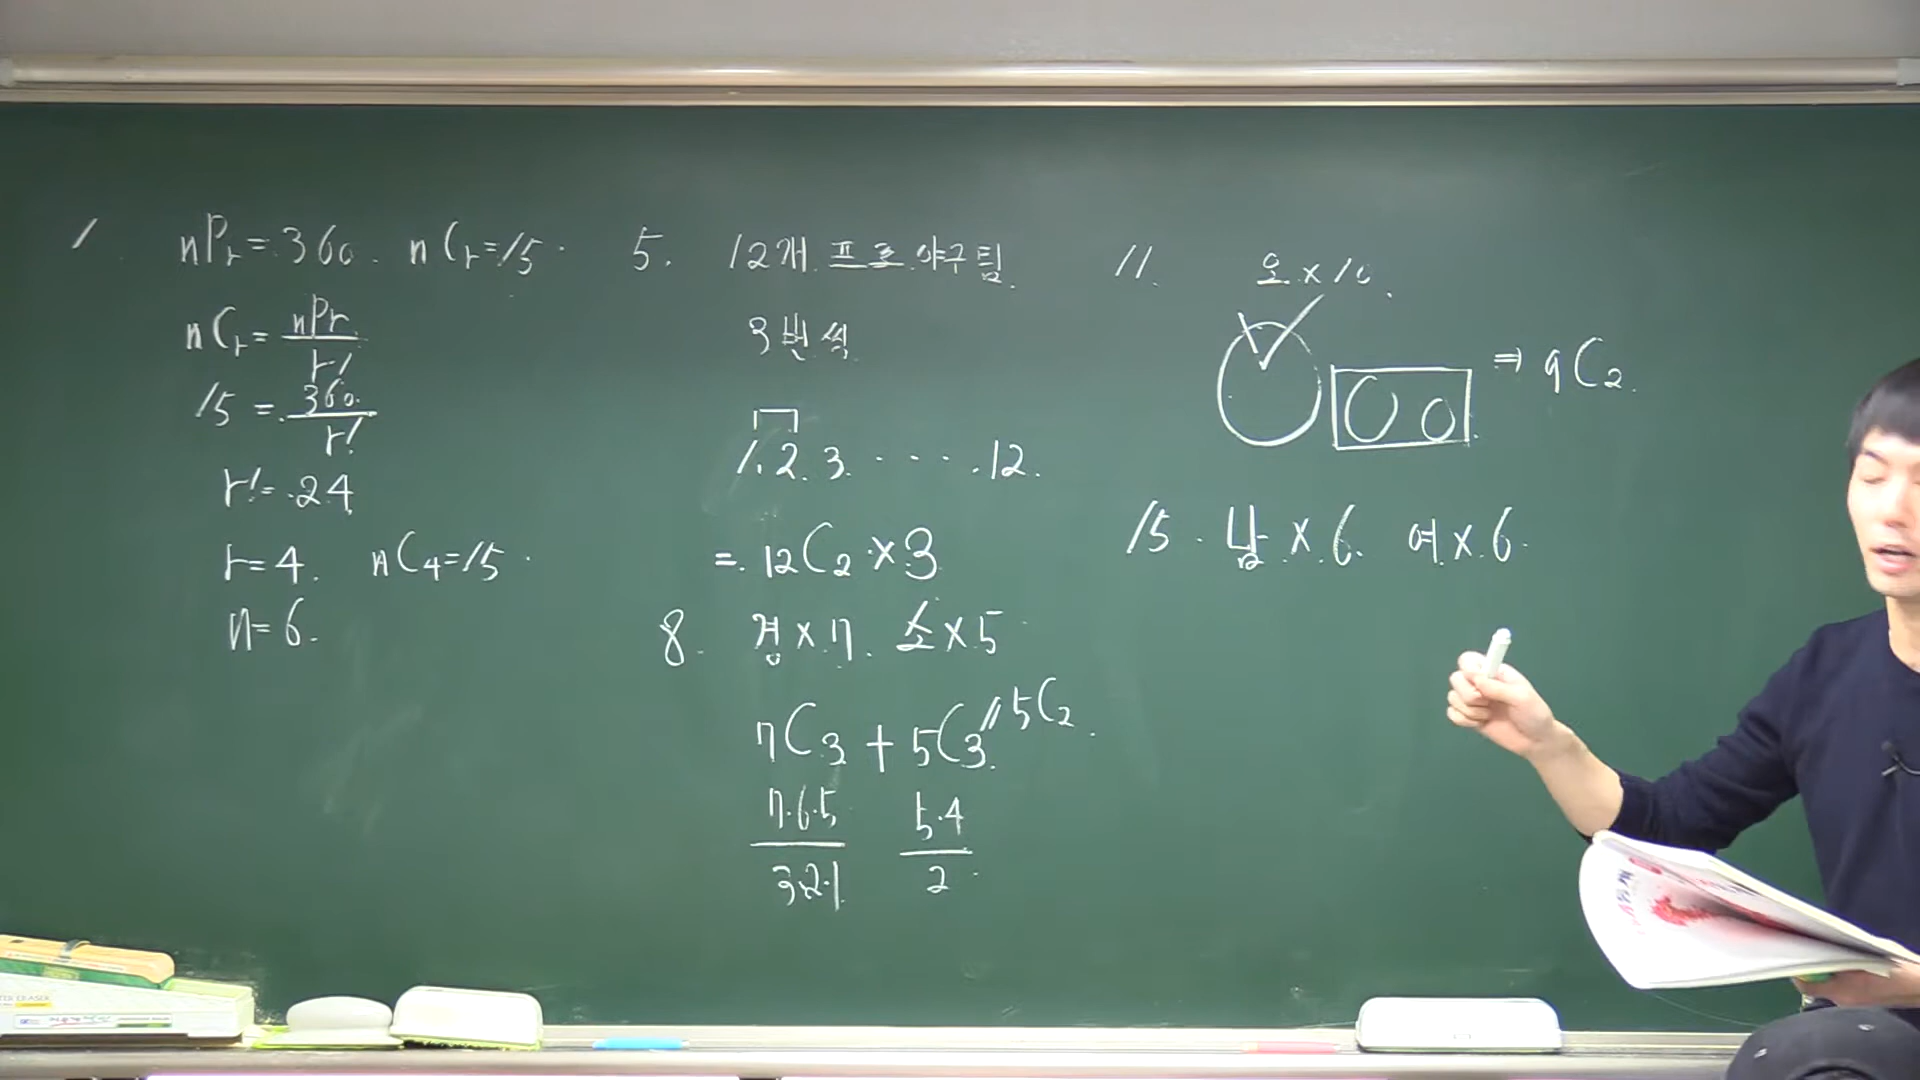 1. nPr = 360. nCr = 15.
nCr = nPr / r!
15 = 360 / r!
r! = 24
r = 4. nC4 = 15.
n = 6.
5. 12개 프로야구팀.
3번씩
1. 2. 3. . . . . 12.
= 12C2 × 3
8. 경 × 7. 소 × 5
7C3 + 5C3 // 5C2.
7·6·5 / 3·2·1 5·4 / 2
11. 오 × 10.
⇒ 9C2.
15. 남 × 6. 여 × 6.